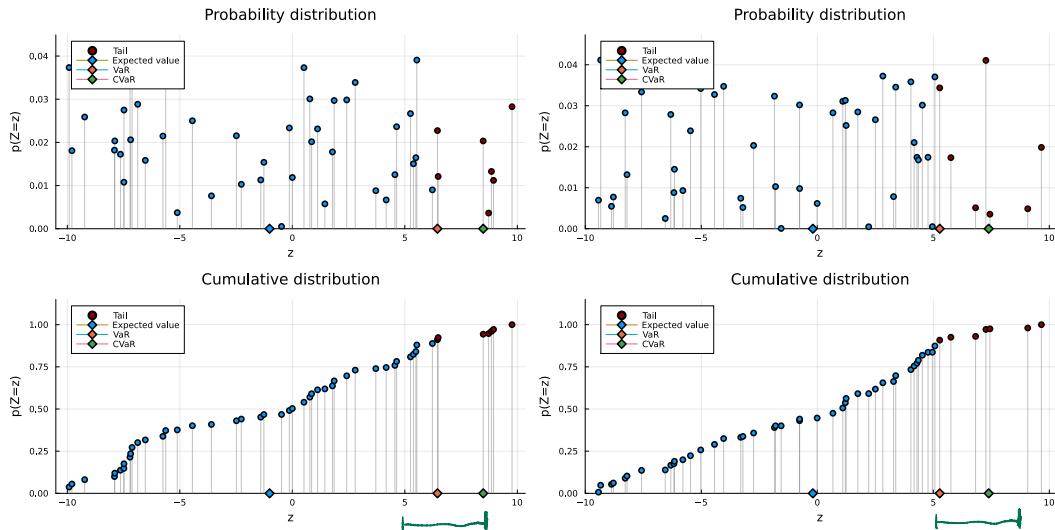 Probability distribution
Tail
Expected value
VaR
CVaR
p(Z=z)
0.04
0.03
0.02
0.01
0.00
−10
−5
0
5
10
z
Probability distribution
Tail
Expected value
VaR
CVaR
p(Z=z)
0.04
0.03
0.02
0.01
0.00
−10
−5
0
5
10
z
Cumulative distribution
Tail
Expected value
VaR
CVaR
p(Z=z)
1.00
0.75
0.50
0.25
0.00
−10
−5
0
5
10
z
Cumulative distribution
Tail
Expected value
VaR
CVaR
p(Z=z)
1.00
0.75
0.50
0.25
0.00
−10
−5
0
5
10
z